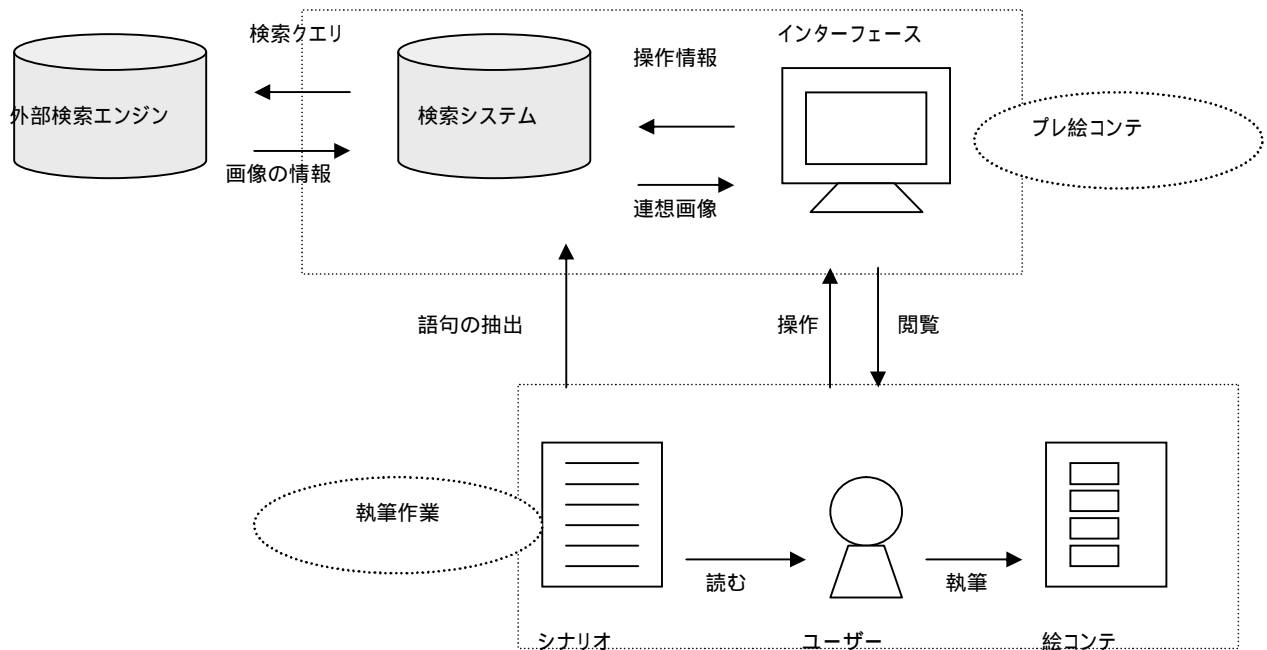 検索クエリ
インターフェース
操作情報
外部検索エンジン
検索システム
プレ絵コンテ
画像の情報
連想画像
語句の抽出
操作
閲覧
執筆作業
読む
執筆
シナリオ
ユーザー
絵コンテ